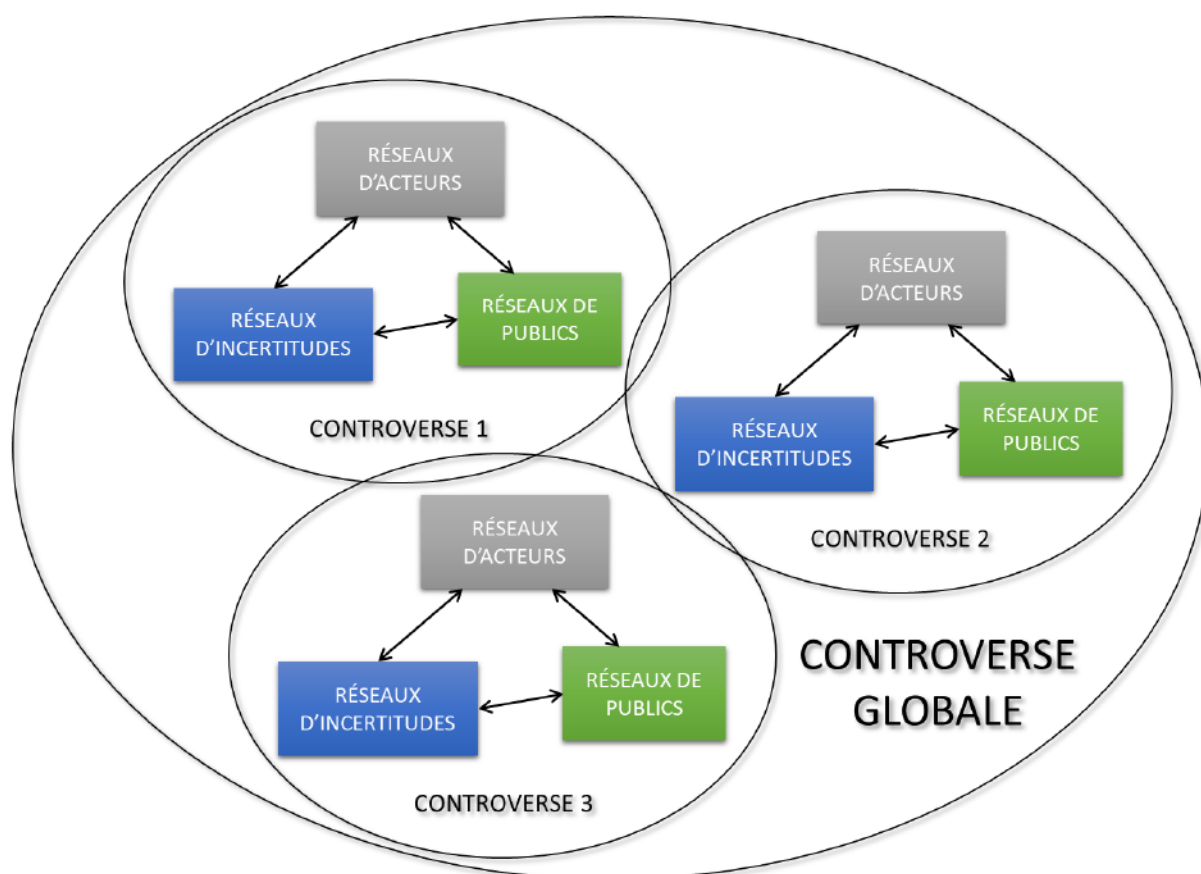 RÉSEAUX
D'ACTEURS
RÉSEAUX
D'INCERTITUDES
RÉSEAUX DE
PUBLICS
CONTROVERSE 1
RÉSEAUX
D'ACTEURS
RÉSEAUX
D'INCERTITUDES
RÉSEAUX DE
PUBLICS
CONTROVERSE 2
RÉSEAUX
D'ACTEURS
RÉSEAUX
D'INCERTITUDES
RÉSEAUX DE
PUBLICS
CONTROVERSE 3
CONTROVERSE
GLOBALE